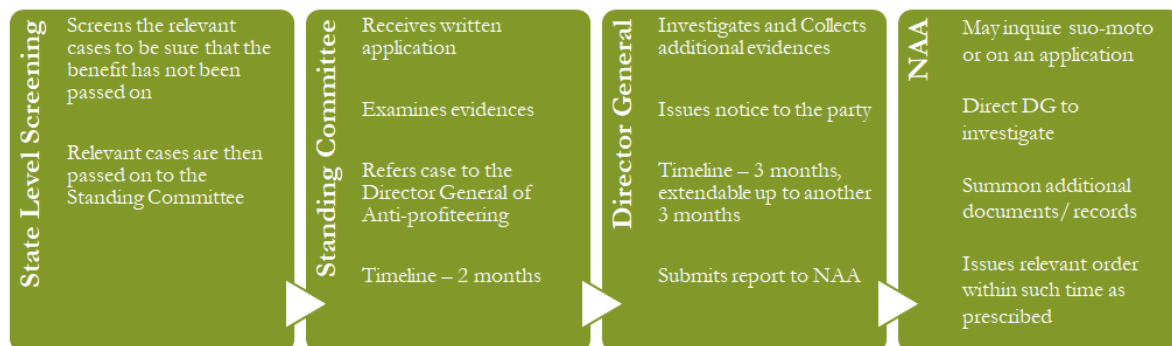 State Level Screening
Screens the relevant
cases to be sure that the
benefit has not been
passed on
Relevant cases are then
passed on to the
Standing Committee
Standing Committee
Receives written
application
Examines evidences
Refers case to the
Director General of
Anti-profiteering
Timeline – 2 months
Director General
Investigates and Collects
additional evidences
Issues notice to the party
Timeline – 3 months,
extendable up to another
3 months
Submits report to NAA
NAA
May inquire suo-moto
or on an application
Direct DG to
investigate
Summon additional
documents/ records
Issues relevant order
within such time as
prescribed